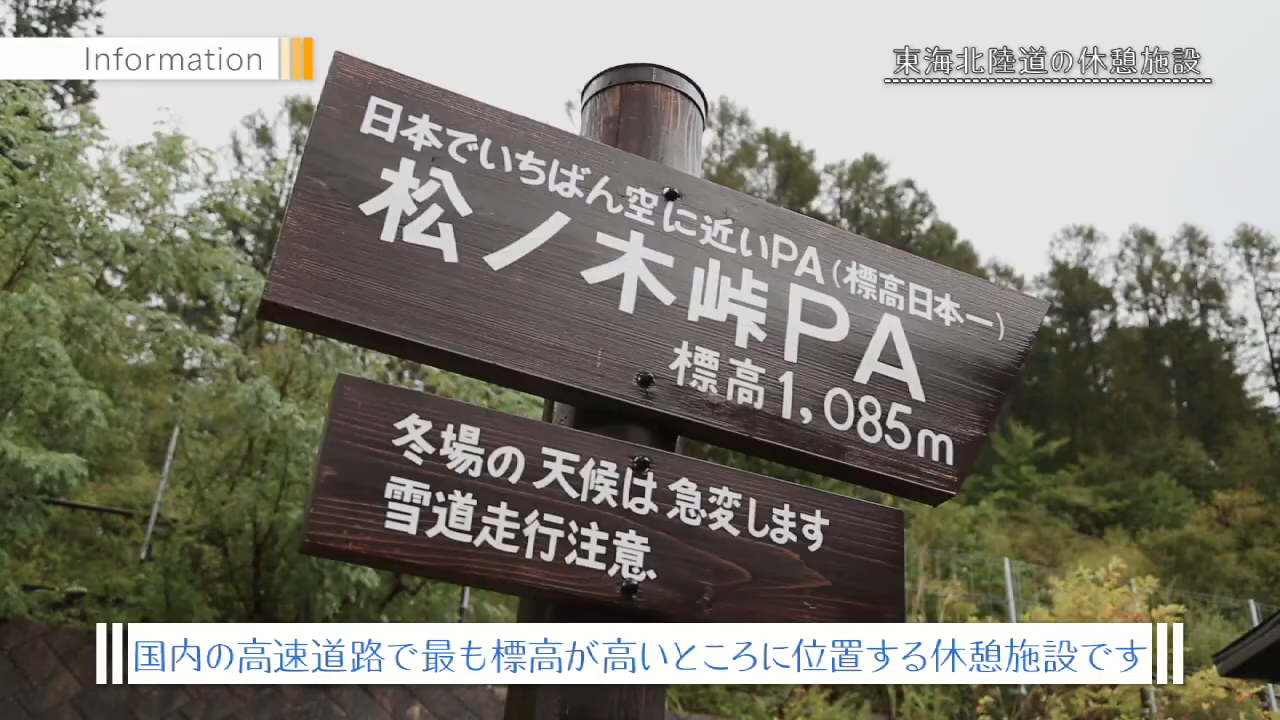 Information
東海北陸道の休憩施設
日本でいちばん空に近いPA(標高日本一)
松ノ木峠PA
標高1,085m
冬場の天候は急変します
雪道走行注意
国内の高速道路で最も標高が高いところに位置する休憩施設です